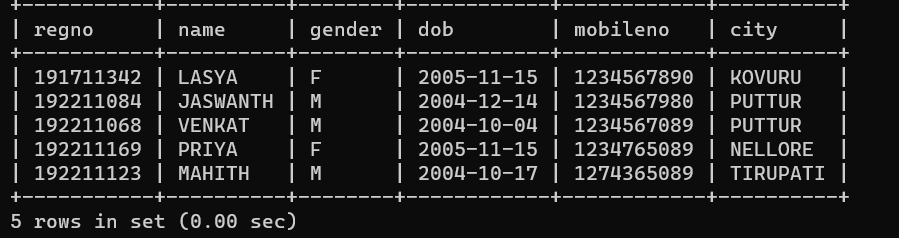 | regno | name | gender | dob | mobileno | city |
| 191711342 | LASYA | F | 2005-11-15 | 1234567890 | KOVURU |
| 192211084 | JASWANTH | M | 2004-12-14 | 1234567980 | PUTTUR |
| 192211068 | VENKAT | M | 2004-10-04 | 1234567089 | PUTTUR |
| 192211169 | PRIYA | F | 2005-11-15 | 1234765089 | NELLORE |
| 192211123 | MAHITH | M | 2004-10-17 | 1274365089 | TIRUPATI |
5 rows in set (0.00 sec)